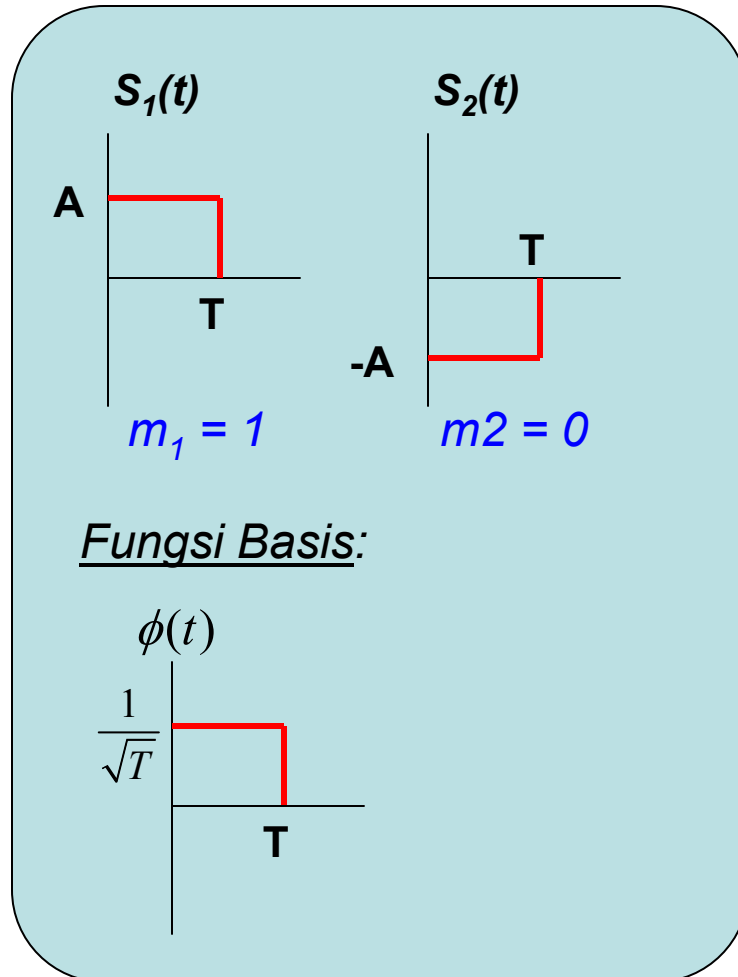 S₁(t) S₂(t)
A
T
T
-A
m₁ = 1 m2 = 0
Fungsi Basis:
ϕ(t)
1/√T
T